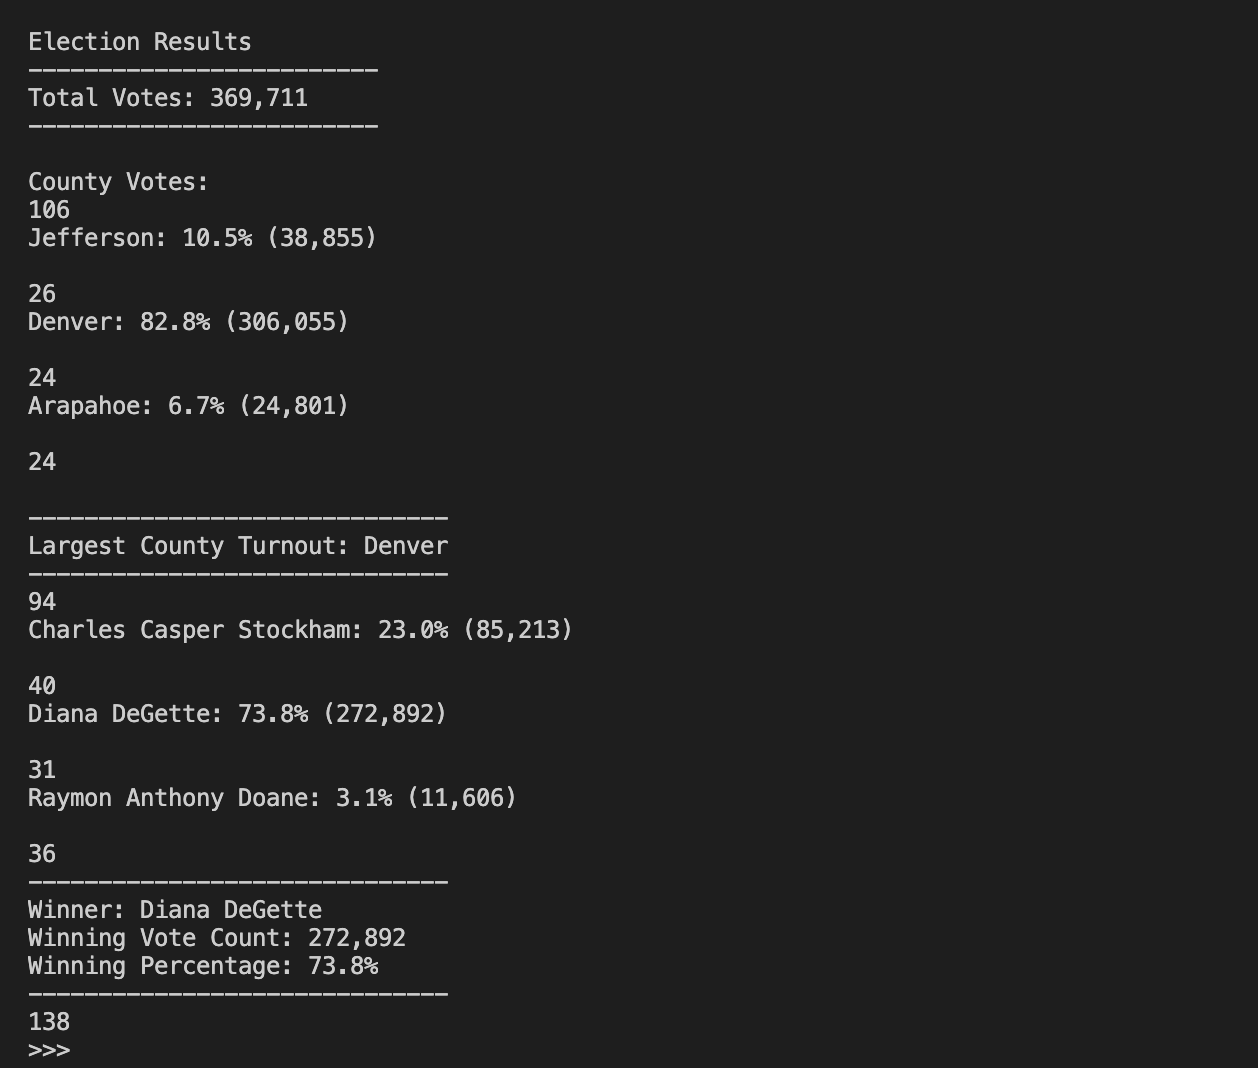 Election Results
-------------------------
Total Votes: 369,711
-------------------------
County Votes:
106
Jefferson: 10.5% (38,855)
26
Denver: 82.8% (306,055)
24
Arapahoe: 6.7% (24,801)
24
------------------------------
Largest County Turnout: Denver
------------------------------
94
Charles Casper Stockham: 23.0% (85,213)
40
Diana DeGette: 73.8% (272,892)
31
Raymon Anthony Doane: 3.1% (11,606)
36
------------------------------
Winner: Diana DeGette
Winning Vote Count: 272,892
Winning Percentage: 73.8%
------------------------------
138
>>>